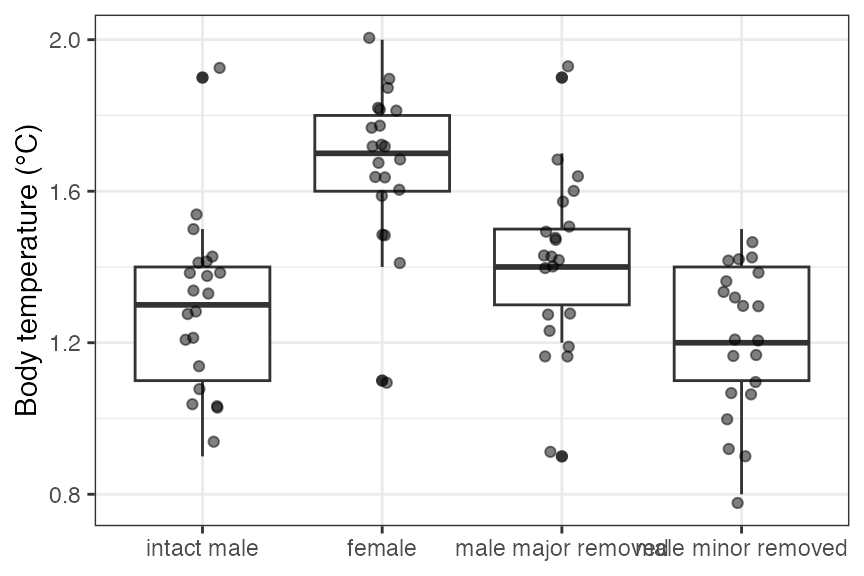 Body temperature (°C)
2.0
1.6
1.2
0.8
intact male
female
male major removed
male minor removed